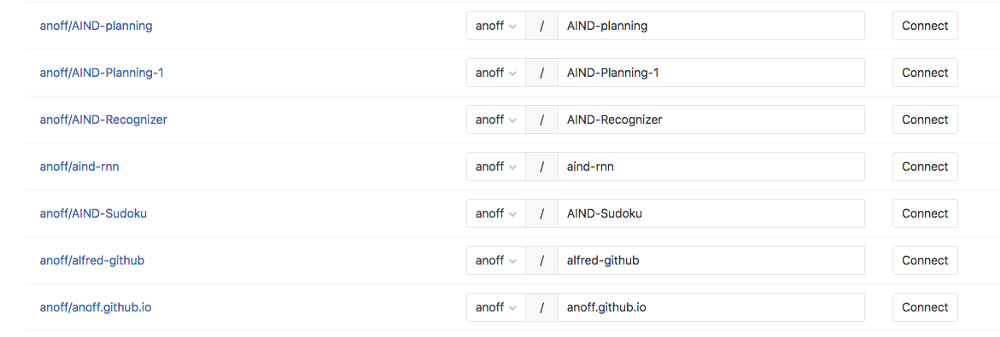 anoff/AIND-planning anoff / AIND-planning Connect
anoff/AIND-Planning-1 anoff / AIND-Planning-1 Connect
anoff/AIND-Recognizer anoff / AIND-Recognizer Connect
anoff/aind-rnn anoff / aind-rnn Connect
anoff/AIND-Sudoku anoff / AIND-Sudoku Connect
anoff/alfred-github anoff / alfred-github Connect
anoff/anoff.github.io anoff / anoff.github.io Connect